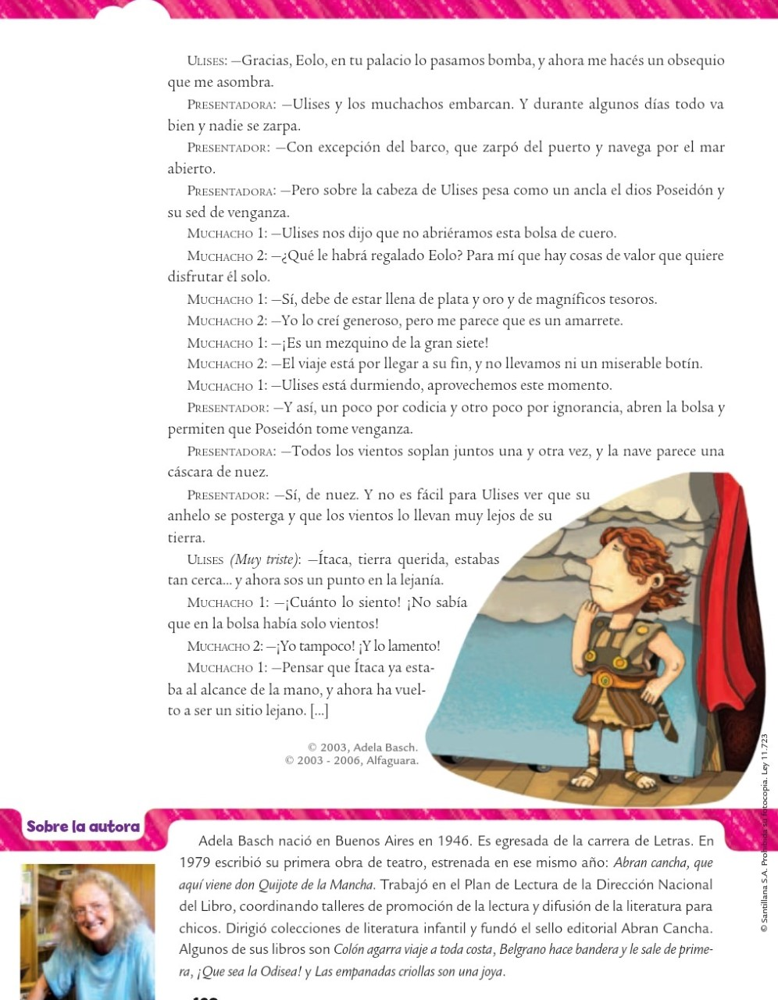 ULISES: —Gracias, Eolo, en tu palacio lo pasamos bomba, y ahora me hacés un obsequio
que me asombra.
PRESENTADORA: —Ulises y los muchachos embarcan. Y durante algunos días todo va
bien y nadie se zarpa.
PRESENTADOR: —Con excepción del barco, que zarpó del puerto y navega por el mar
abierto.
PRESENTADORA: —Pero sobre la cabeza de Ulises pesa como un ancla el dios Poseidón y
su sed de venganza.
MUCHACHO 1: —Ulises nos dijo que no abriéramos esta bolsa de cuero.
MUCHACHO 2: —¿Qué le habrá regalado Eolo? Para mí que hay cosas de valor que quiere
disfrutar él solo.
MUCHACHO 1: —Sí, debe de estar llena de plata y oro y de magníficos tesoros.
MUCHACHO 2: —Yo lo creí generoso, pero me parece que es un amarrete.
MUCHACHO 1: —¡Es un mezquino de la gran siete!
MUCHACHO 2: —El viaje está por llegar a su fin, y no llevamos ni un miserable botín.
MUCHACHO 1: —Ulises está durmiendo, aprovechemos este momento.
PRESENTADOR: —Y así, un poco por codicia y otro poco por ignorancia, abren la bolsa y
permiten que Poseidón tome venganza.
PRESENTADORA: —Todos los vientos soplan juntos una y otra vez, y la nave parece una
cáscara de nuez.
PRESENTADOR: —Sí, de nuez. Y no es fácil para Ulises ver que su
anhelo se posterga y que los vientos lo llevan muy lejos de su
tierra.
ULISES (Muy triste): —Ítaca, tierra querida, estabas
tan cerca... y ahora sos un punto en la lejanía.
MUCHACHO 1: —¡Cuánto lo siento! ¡No sabía
que en la bolsa había solo vientos!
MUCHACHO 2: —¡Yo tampoco! ¡Y lo lamento!
MUCHACHO 1: —Pensar que Ítaca ya esta-
ba al alcance de la mano, y ahora ha vuel-
to a ser un sitio lejano. [...]
© 2003, Adela Basch.
© 2003 - 2006, Alfaguara.
© Santillana S.A. Prohibida su fotocopia. Ley 11.723
Sobre la autora
Adela Basch nació en Buenos Aires en 1946. Es egresada de la carrera de Letras. En
1979 escribió su primera obra de teatro, estrenada en ese mismo año: Abran cancha, que
aquí viene don Quijote de la Mancha. Trabajó en el Plan de Lectura de la Dirección Nacional
del Libro, coordinando talleres de promoción de la lectura y difusión de la literatura para
chicos. Dirigió colecciones de literatura infantil y fundó el sello editorial Abran Cancha.
Algunos de sus libros son Colón agarra viaje a toda costa, Belgrano hace bandera y le sale de prime-
ra, ¡Que sea la Odisea! y Las empanadas criollas son una joya.